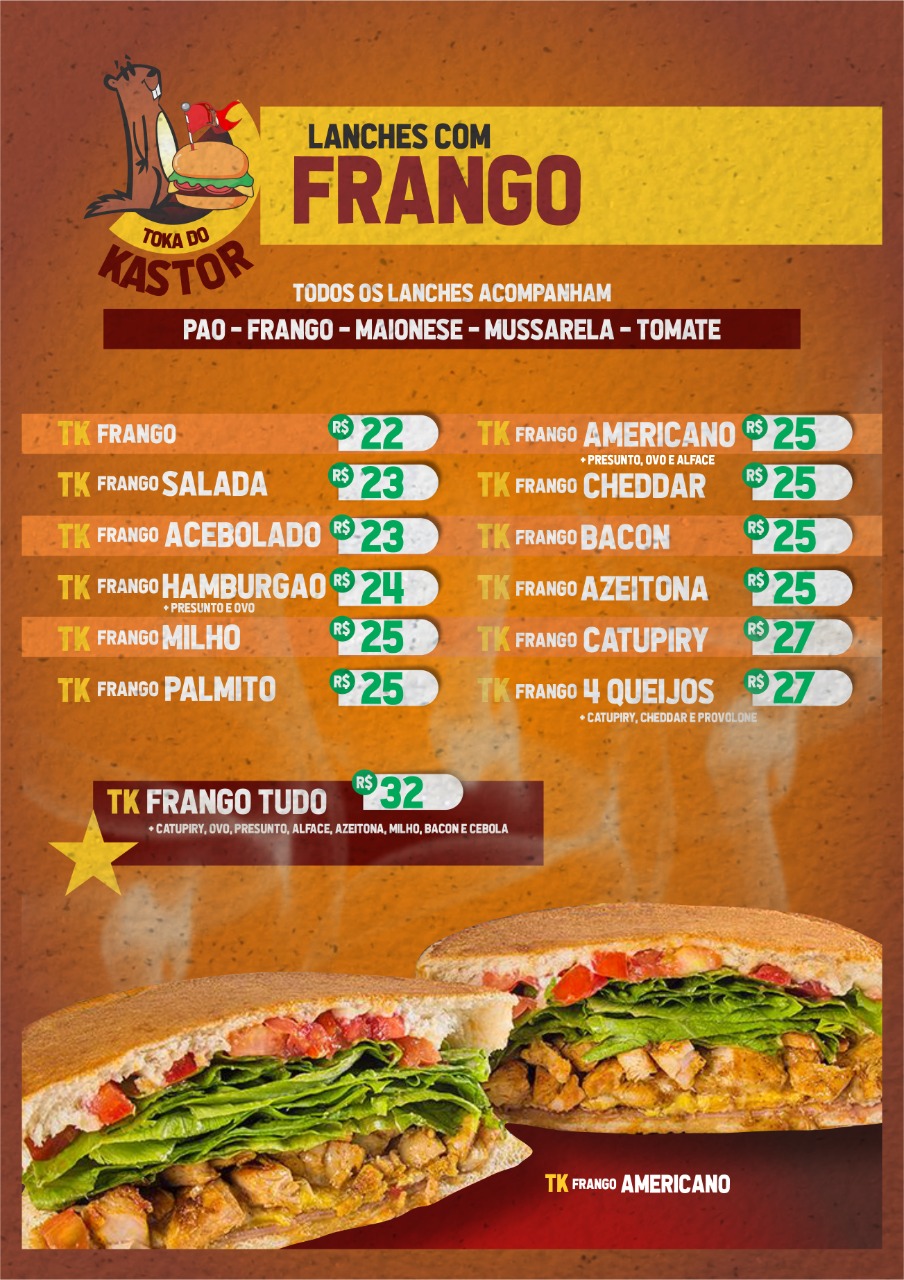 TOKA DO
KASTOR
LANCHES COM
FRANGO
TODOS OS LANCHES ACOMPANHAM
PAO - FRANGO - MAIONESE - MUSSARELA - TOMATE
TK FRANGO R$ 22
TK FRANGO SALADA R$ 23
TK FRANGO ACEBOLADO R$ 23
TK FRANGO HAMBURGAO R$ 24
+ PRESUNTO E OVO
TK FRANGO MILHO R$ 25
TK FRANGO PALMITO R$ 25
TK FRANGO AMERICANO R$ 25
+ PRESUNTO, OVO E ALFACE
TK FRANGO CHEDDAR R$ 25
TK FRANGO BACON R$ 25
TK FRANGO AZEITONA R$ 25
TK FRANGO CATUPIRY R$ 27
TK FRANGO 4 QUEIJOS R$ 27
+ CATUPIRY, CHEDDAR E PROVOLONE
TK FRANGO TUDO R$ 32
+ CATUPIRY, OVO, PRESUNTO, ALFACE, AZEITONA, MILHO, BACON E CEBOLA
TK FRANGO AMERICANO